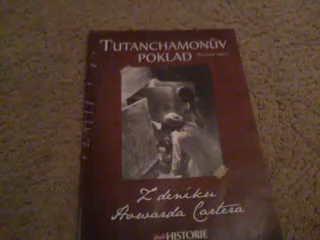 TUTANCHAMONŮV
POKLAD
Z deníku
Howarda Cartera
HISTORIE